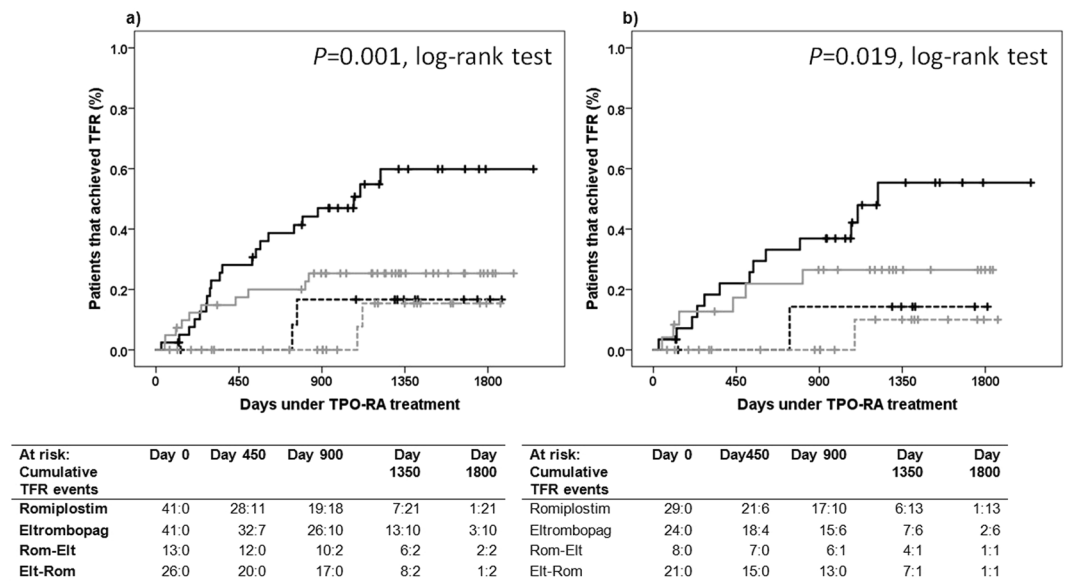 a)
P=0.001, log-rank test
Patients that achieved TFR (%)
1.0
0.8
0.6
0.4
0.2
0.0
0 450 900 1350 1800
Days under TPO-RA treatment
b)
P=0.019, log-rank test
Patients that achieved TFR (%)
1.0
0.8
0.6
0.4
0.2
0.0
0 450 900 1350 1800
Days under TPO-RA treatment
At risk: Day 0 Day 450 Day 900 Day Day
Cumulative 1350 1800
TFR events
Romiplostim 41:0 28:11 19:18 7:21 1:21
Eltrombopag 41:0 32:7 26:10 13:10 3:10
Rom-Elt 13:0 12:0 10:2 6:2 2:2
Elt-Rom 26:0 20:0 17:0 8:2 1:2
At risk: Day 0 Day450 Day 900 Day Day
Cumulative 1350 1800
TFR events
Romiplostim 29:0 21:6 17:10 6:13 1:13
Eltrombopag 24:0 18:4 15:6 7:6 2:6
Rom-Elt 8:0 7:0 6:1 4:1 1:1
Elt-Rom 21:0 15:0 13:0 7:1 1:1